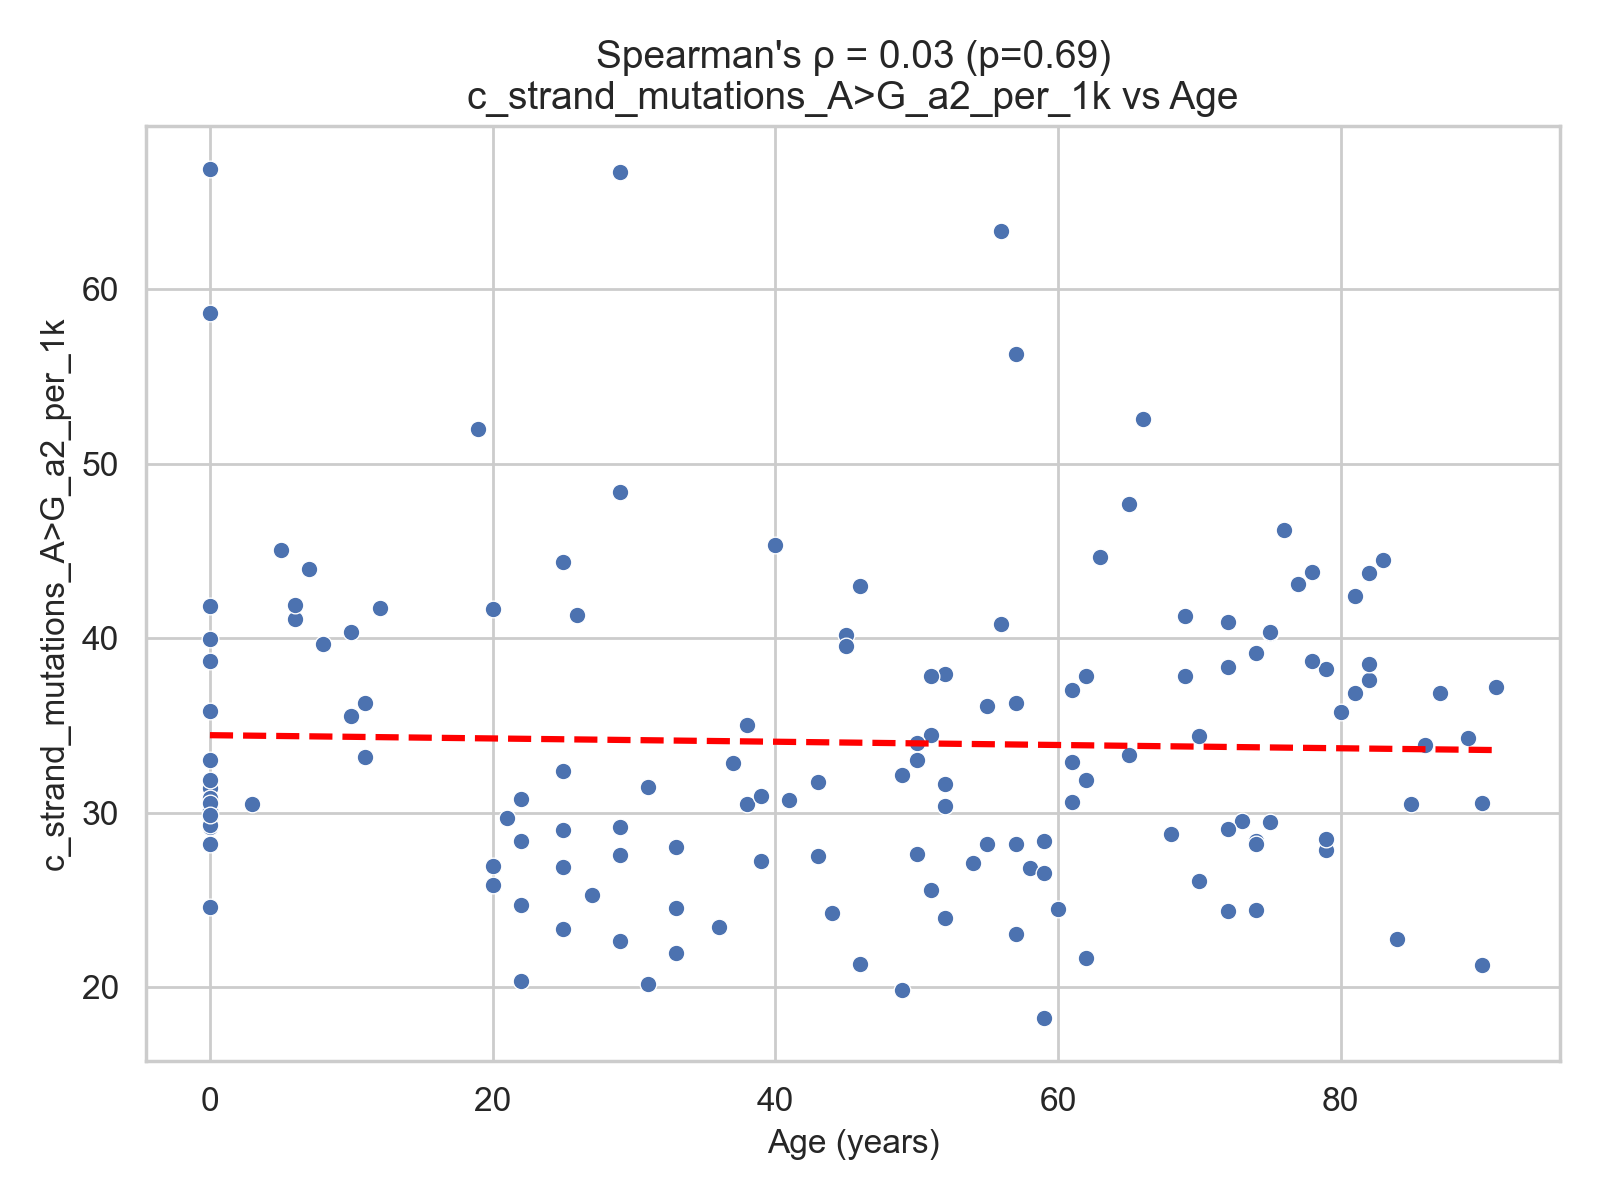 Spearman's ρ = 0.03 (p=0.69)
c_strand_mutations_A>G_a2_per_1k vs Age
c_strand_mutations_A>G_a2_per_1k
60
50
40
30
20
0
20
40
60
80
Age (years)